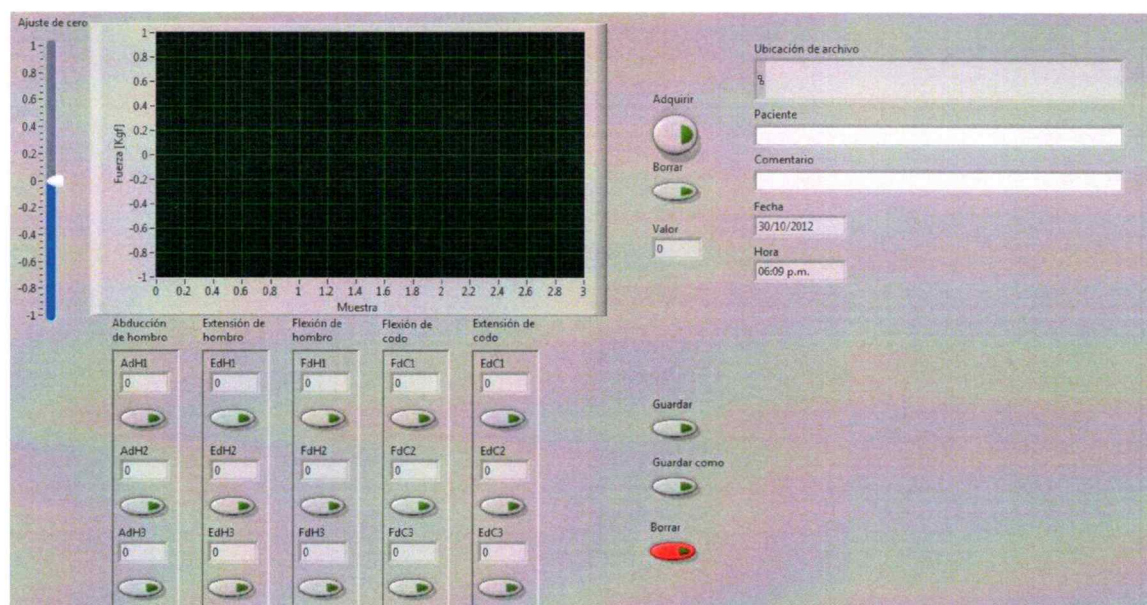 Ajuste de cero
1
0.8
0.6
0.4
0.2
0
-0.2
-0.4
-0.6
-0.8
-1
Fuerza [Kgf]
1
0.8
0.6
0.4
0.2
0
-0.2
-0.4
-0.6
-0.8
-1
0 0.2 0.4 0.6 0.8 1 1.2 1.4 1.6 1.8 2 2.2 2.4 2.6 2.8 3
Muestra
Adquirir
Borrar
Valor
0
Ubicación de archivo
%
Paciente
Comentario
Fecha
30/10/2012
Hora
06:09 p.m.
Abducción
de hombro
AdH1
0
AdH2
0
AdH3
0
Extensión de
hombro
EdH1
0
EdH2
0
EdH3
0
Flexión de
hombro
FdH1
0
FdH2
0
FdH3
0
Flexión de
codo
FdC1
0
FdC2
0
FdC3
0
Extensión de
codo
EdC1
0
EdC2
0
EdC3
0
Guardar
Guardar como
Borrar